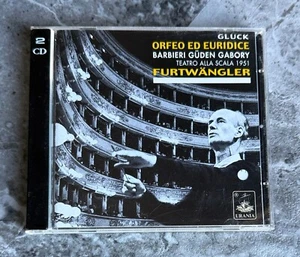 2
CD
GLUCK
ORFEO ED EURIDICE
BARBIERI GÜDEN GABORY
TEATRO ALLA SCALA 1951
FURTWÄNGLER
URANIA